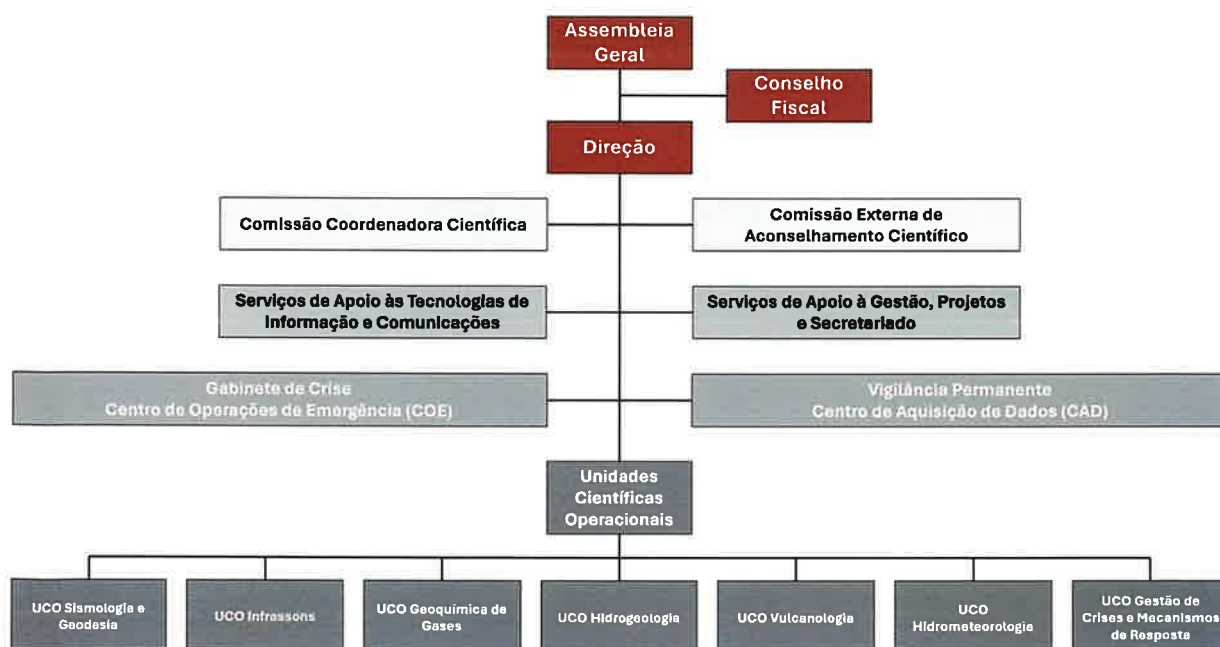 Assembleia
Geral
Conselho
Fiscal
Direção
Comissão Coordenadora Científica
Comissão Externa de
Aconselhamento Científico
Serviços de Apoio às Tecnologias de
Informação e Comunicações
Serviços de Apoio à Gestão, Projetos
e Secretariado
Gabinete de Crise
Centro de Operações de Emergência (COE)
Vigilância Permanente
Centro de Aquisição de Dados (CAD)
Unidades
Científicas
Operacionais
UCO Sismologia e
Geodesia
UCO Infrassons
UCO Geoquímica de
Gases
UCO Hidrogeologia
UCO Vulcanologia
UCO
Hidrometeorologia
UCO Gestão de
Crises e Mecanismos
de Resposta